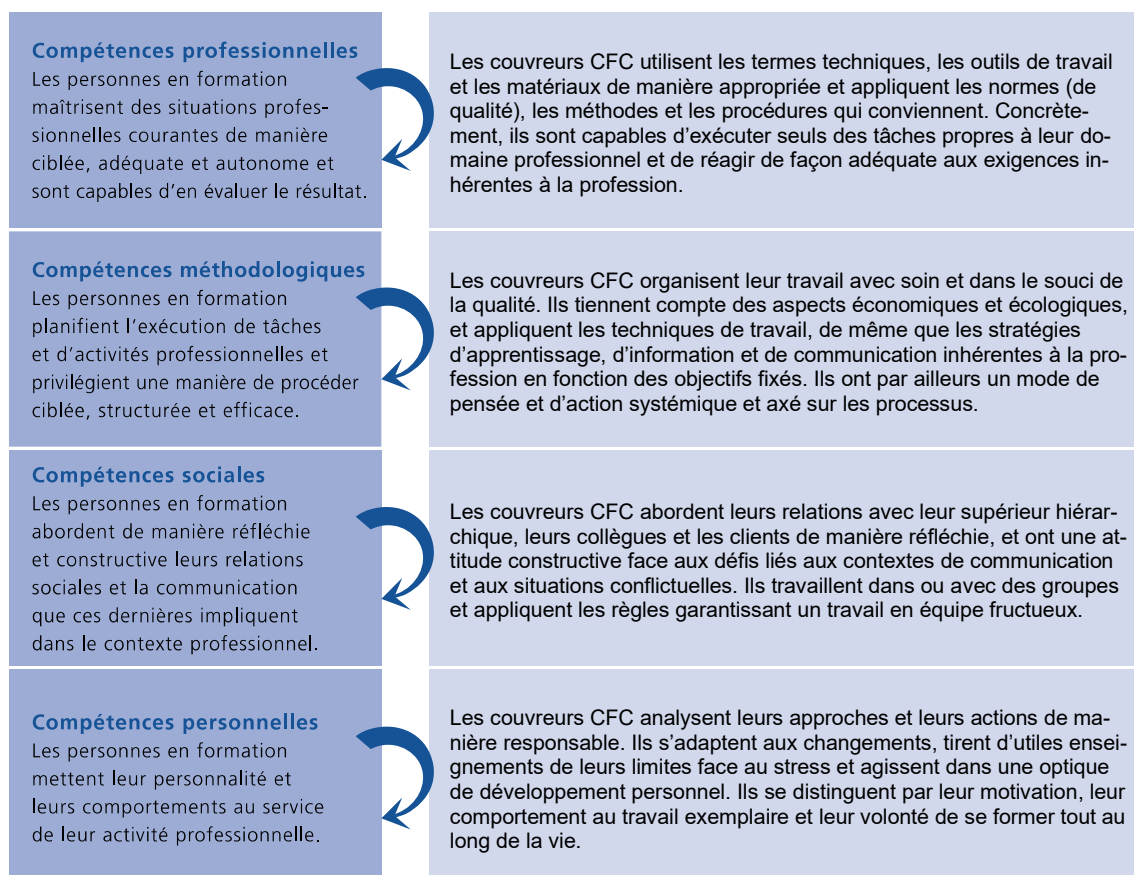 Compétences professionnelles
Les personnes en formation
maîtrisent des situations profes-
sionnelles courantes de manière
ciblée, adéquate et autonome et
sont capables d'en évaluer le résultat.
Les couvreurs CFC utilisent les termes techniques, les outils de travail
et les matériaux de manière appropriée et appliquent les normes (de
qualité), les méthodes et les procédures qui conviennent. Concrète-
ment, ils sont capables d'exécuter seuls des tâches propres à leur do-
maine professionnel et de réagir de façon adéquate aux exigences in-
hérentes à la profession.
Compétences méthodologiques
Les personnes en formation
planifient l'exécution de tâches
et d'activités professionnelles et
privilégient une manière de procéder
ciblée, structurée et efficace.
Les couvreurs CFC organisent leur travail avec soin et dans le souci de
la qualité. Ils tiennent compte des aspects économiques et écologiques,
et appliquent les techniques de travail, de même que les stratégies
d'apprentissage, d'information et de communication inhérentes à la pro-
fession en fonction des objectifs fixés. Ils ont par ailleurs un mode de
pensée et d'action systémique et axé sur les processus.
Compétences sociales
Les personnes en formation
abordent de manière réfléchie
et constructive leurs relations
sociales et la communication
que ces dernières impliquent
dans le contexte professionnel.
Les couvreurs CFC abordent leurs relations avec leur supérieur hiérar-
chique, leurs collègues et les clients de manière réfléchie, et ont une at-
titude constructive face aux défis liés aux contextes de communication
et aux situations conflictuelles. Ils travaillent dans ou avec des groupes
et appliquent les règles garantissant un travail en équipe fructueux.
Compétences personnelles
Les personnes en formation
mettent leur personnalité et
leurs comportements au service
de leur activité professionnelle.
Les couvreurs CFC analysent leurs approches et leurs actions de ma-
nière responsable. Ils s'adaptent aux changements, tirent d'utiles ensei-
gnements de leurs limites face au stress et agissent dans une optique
de développement personnel. Ils se distinguent par leur motivation, leur
comportement au travail exemplaire et leur volonté de se former tout au
long de la vie.